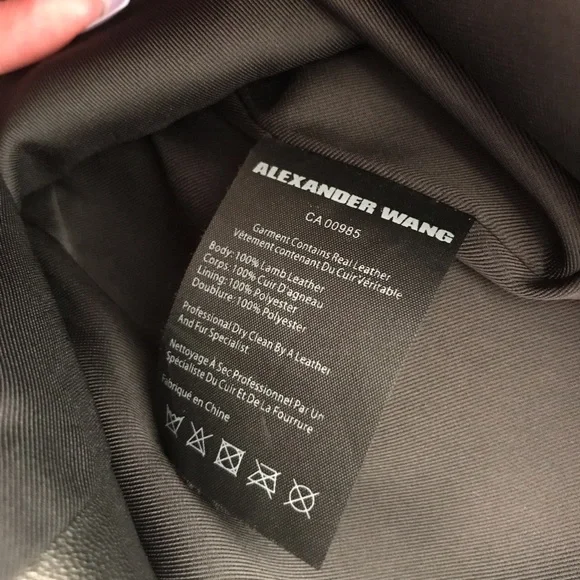 ALEXANDER WANG
CA 00985
Garment Contains Real Leather
Vêtement contenant Du Cuir Véritable
Body: 100% Lamb Leather
Corps: 100% Cuir D'agneau
Lining: 100% Polyester
Doublure: 100% Polyester
Professional Dry Clean By A Leather
And Fur Specialist
Nettoyage À Sec Professionnel Par Un
Spécialiste Du Cuir Et De La Fourrure
Fabriqué en Chine